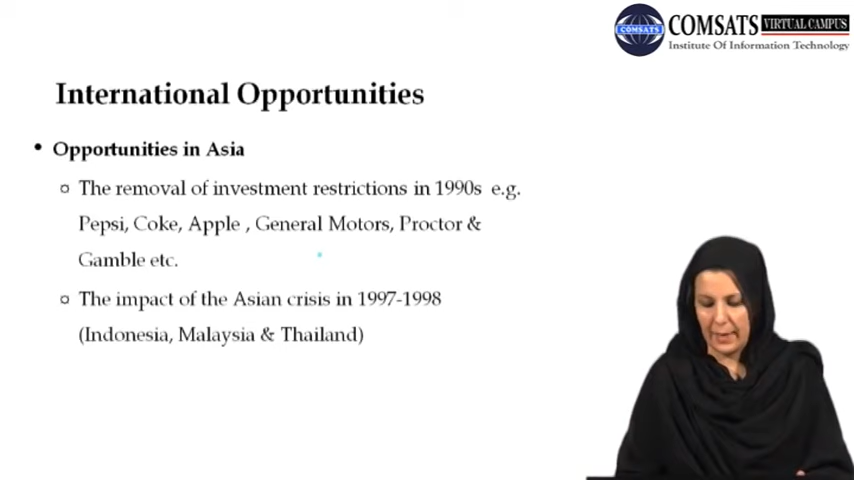 COMSATS VIRTUAL CAMPUS
COMSATS
Institute Of Information Technology
International Opportunities
• Opportunities in Asia
o The removal of investment restrictions in 1990s e.g.
Pepsi, Coke, Apple , General Motors, Proctor &
Gamble etc.
o The impact of the Asian crisis in 1997-1998
(Indonesia, Malaysia & Thailand)